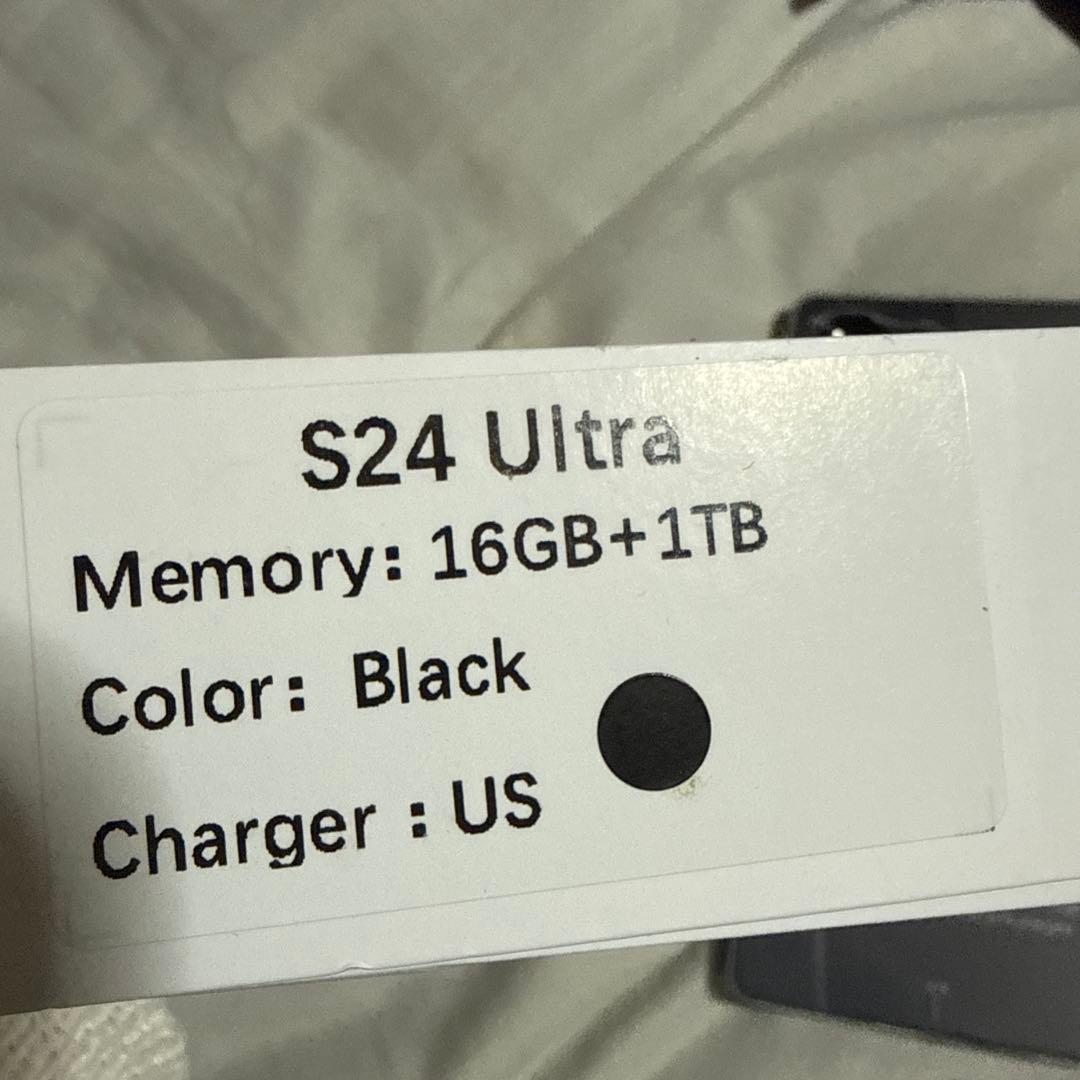 S24 Ultra
Memory: 16GB+1TB
Color: Black
Charger : US